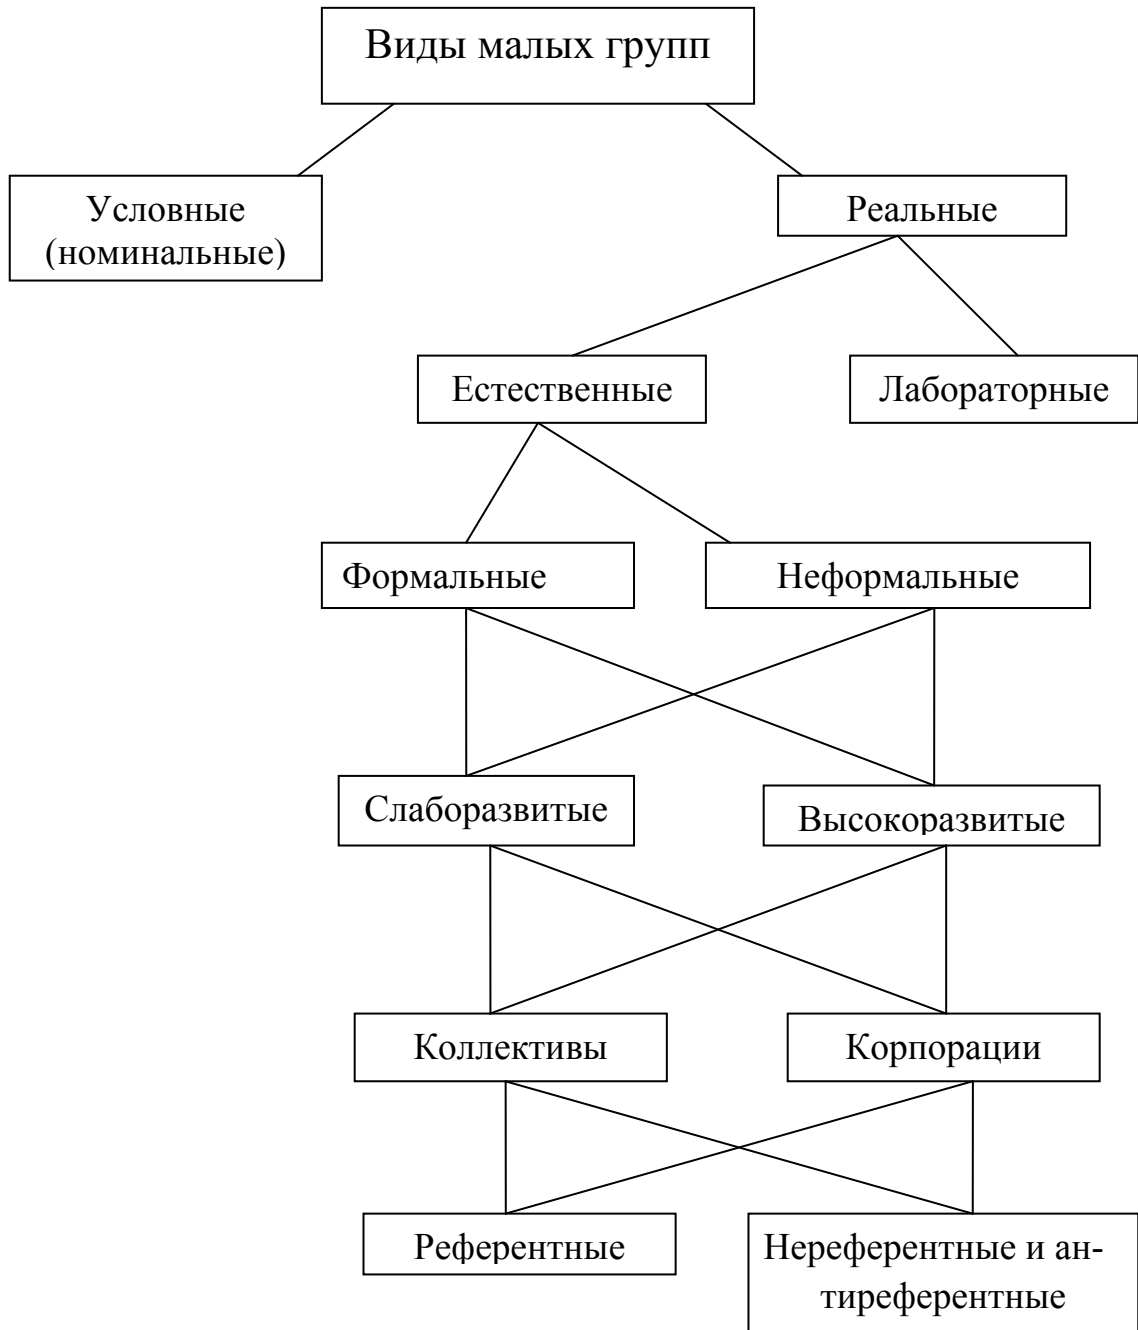 Виды малых групп
Условные
(номинальные)
Реальные
Естественные
Лабораторные
Формальные
Неформальные
Слаборазвитые
Высокоразвитые
Коллективы
Корпорации
Референтные
Нереферентные и ан-
тиреферентные